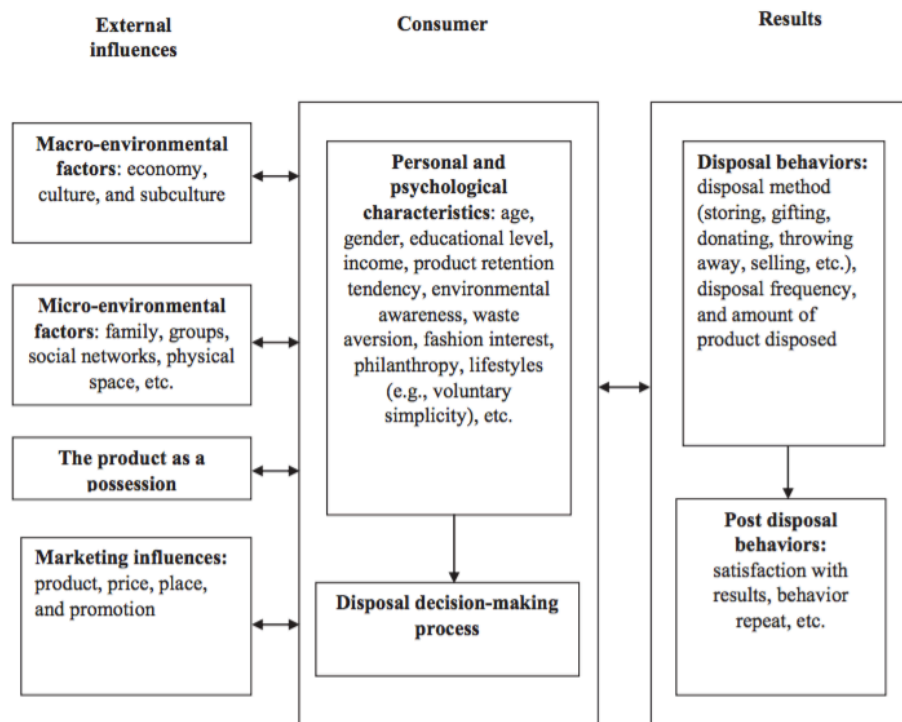 External
influences
Consumer
Results
Macro-environmental
factors: economy,
culture, and subculture
Micro-environmental
factors: family, groups,
social networks, physical
space, etc.
The product as a
possession
Marketing influences:
product, price, place,
and promotion
Personal and
psychological
characteristics: age,
gender, educational level,
income, product retention
tendency, environmental
awareness, waste
aversion, fashion interest,
philanthropy, lifestyles
(e.g., voluntary
simplicity), etc.
Disposal decision-making
process
Disposal behaviors:
disposal method
(storing, gifting,
donating, throwing
away, selling, etc.),
disposal frequency,
and amount of
product disposed
Post disposal
behaviors:
satisfaction with
results, behavior
repeat, etc.